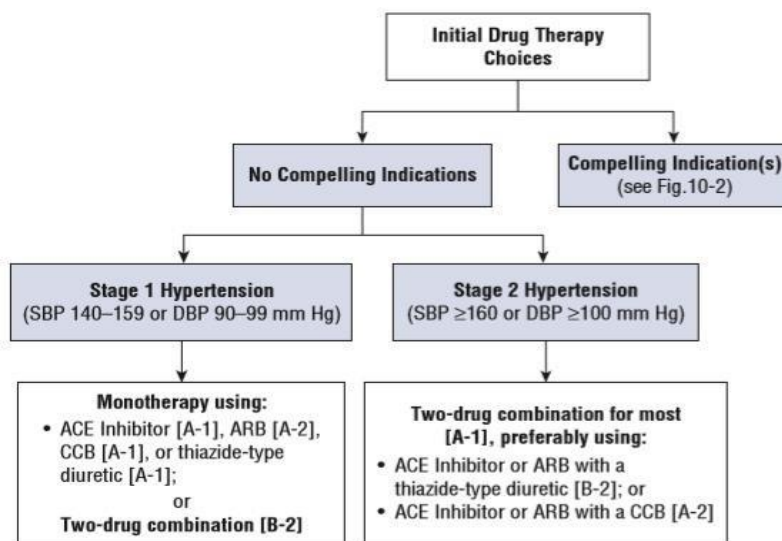 Initial Drug Therapy
Choices
No Compelling Indications
Compelling Indication(s)
(see Fig.10-2)
Stage 1 Hypertension
(SBP 140–159 or DBP 90–99 mm Hg)
Stage 2 Hypertension
(SBP ≥160 or DBP ≥100 mm Hg)
Monotherapy using:
• ACE Inhibitor [A-1], ARB [A-2],
CCB [A-1], or thiazide-type
diuretic [A-1];
or
Two-drug combination [B-2]
Two-drug combination for most
[A-1], preferably using:
• ACE Inhibitor or ARB with a
thiazide-type diuretic [B-2]; or
• ACE Inhibitor or ARB with a CCB [A-2]